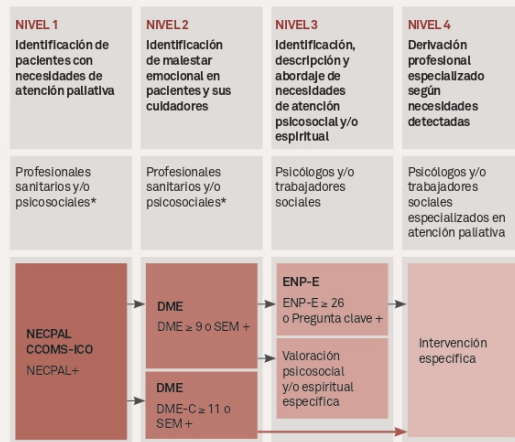 NIVEL 1
Identificación de
pacientes con
necesidades de
atención paliativa
NIVEL 2
Identificación
de malestar
emocional en
pacientes y sus
cuidadores
NIVEL 3
Identificación,
descripción y
abordaje de
necesidades
de atención
psicosocial y/o
espiritual
NIVEL 4
Derivación
profesional
especializado
según
necesidades
detectadas
Profesionales
sanitarios y/o
psicosociales*
Profesionales
sanitarios y/o
psicosociales*
Psicólogos y/o
trabajadores
sociales
Psicólogos y/o
trabajadores
sociales
especializados en
atención paliativa
NECPAL
CCOMS-ICO
NECPAL+
DME
DME ≥ 9 o SEM +
DME
DME-C ≥ 11 o
SEM +
ENP-E
ENP-E ≥ 26
o Pregunta clave +
Valoración
psicosocial
y/o espiritual
específica
Intervención
específica